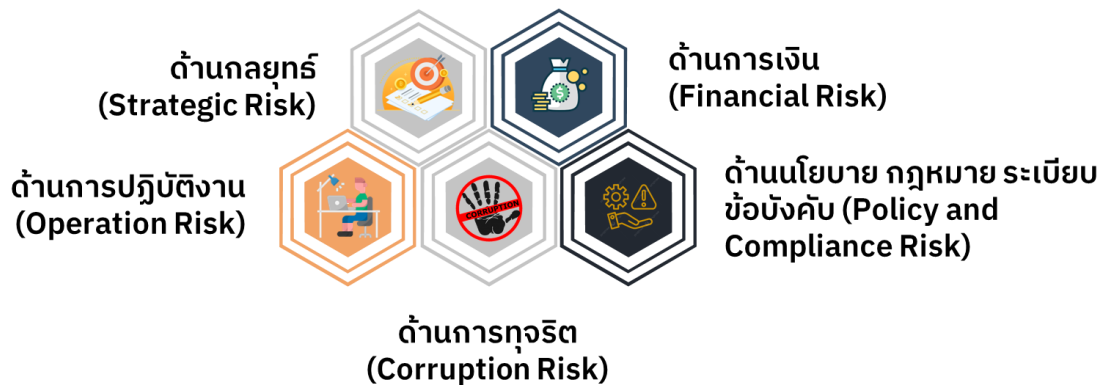 ด้านกลยุทธ์
(Strategic Risk)
ด้านการเงิน
(Financial Risk)
ด้านการปฏิบัติงาน
(Operation Risk)
CORRUPTION
ด้านนโยบาย กฎหมาย ระเบียบ
ข้อบังคับ (Policy and
Compliance Risk)
ด้านการทุจริต
(Corruption Risk)